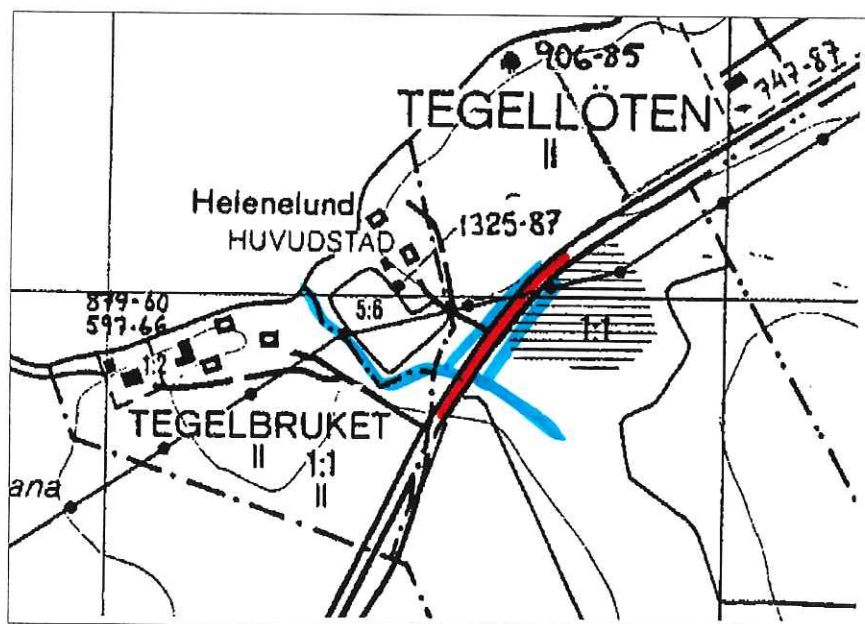 906-85
747-87
TEGELLÖTEN
II
Helenelund
HUVUDSTAD
1325-87
879-60
597-66
5:6
1:1
1:2
TEGELBRUKET
II
1:1
II
ana